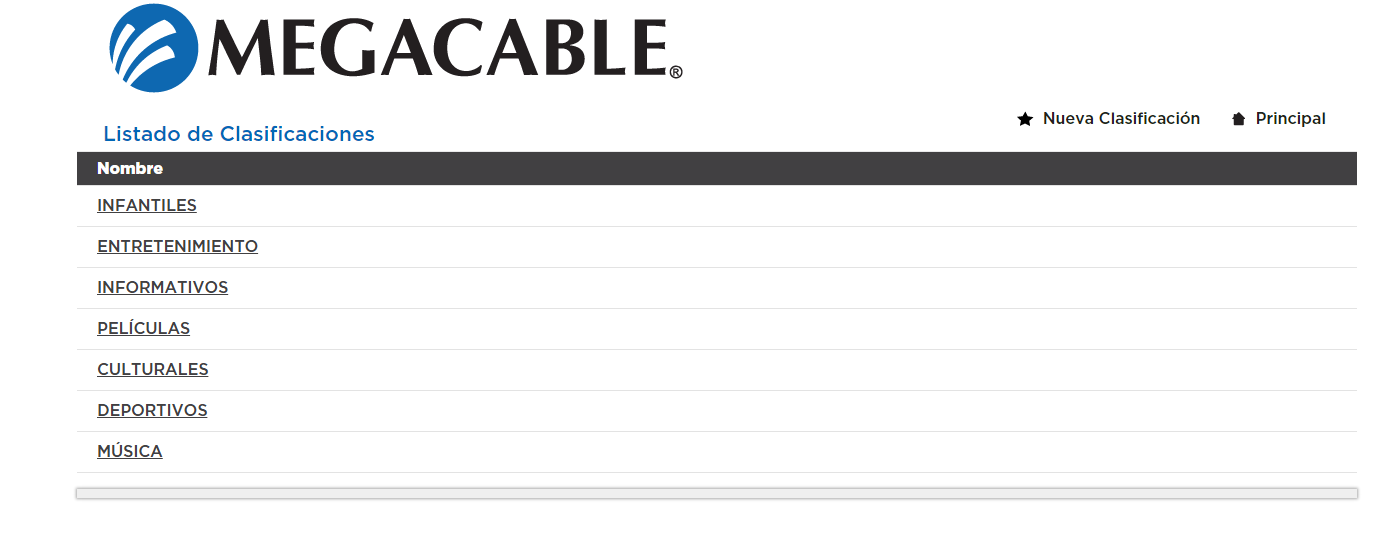 MEGACABLE®
Nueva Clasificación Principal
Listado de Clasificaciones
Nombre
INFANTILES
ENTRETENIMIENTO
INFORMATIVOS
PELÍCULAS
CULTURALES
DEPORTIVOS
MÚSICA